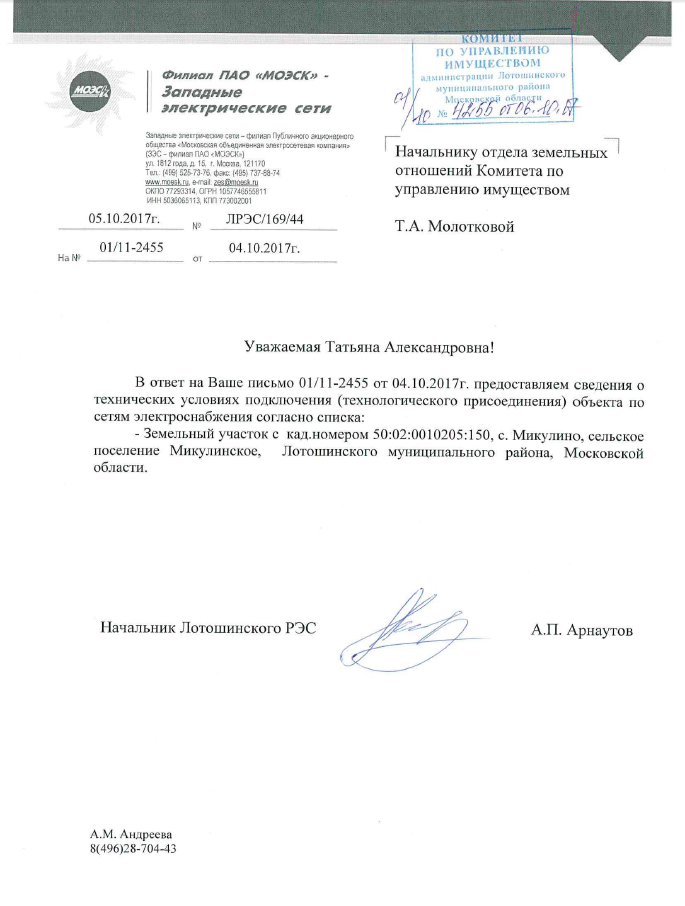 КОМИТЕТ
ПО УПРАВЛЕНИЮ
ИМУЩЕСТВОМ
администрации Лотошинского
муниципального района
Московской области
№ 4255 от 06.10.17
МОЭСК
Филиал ПАО «МОЭСК» -
Западные
электрические сети
Западные электрические сети – филиал Публичного акционерного
общества «Московская объединенная электросетевая компания»
(ЗЭС – филиал ПАО «МОЭСК»)
ул. 1812 года, д. 15, г. Москва, 121170
Тел.: (495) 525-73-76, факс: (495) 737-68-74
www.moesk.ru, e-mail: zes@moesk.ru
ОКПО 77293314, ОГРН 1057746555811
ИНН 5036065113, КПП 773002001
05.10.2017г. № ЛРЭС/169/44
На № 01/11-2455 от 04.10.2017г.
Начальнику отдела земельных
отношений Комитета по
управлению имуществом
Т.А. Молотковой
Уважаемая Татьяна Александровна!
В ответ на Ваше письмо 01/11-2455 от 04.10.2017г. предоставляем сведения о
технических условиях подключения (технологического присоединения) объекта по
сетям электроснабжения согласно списка:
- Земельный участок с кад.номером 50:02:0010205:150, с. Микулино, сельское
поселение Микулинское, Лотошинского муниципального района, Московской
области.
Начальник Лотошинского РЭС
А.П. Арнаутов
А.М. Андреева
8(496)28-704-43